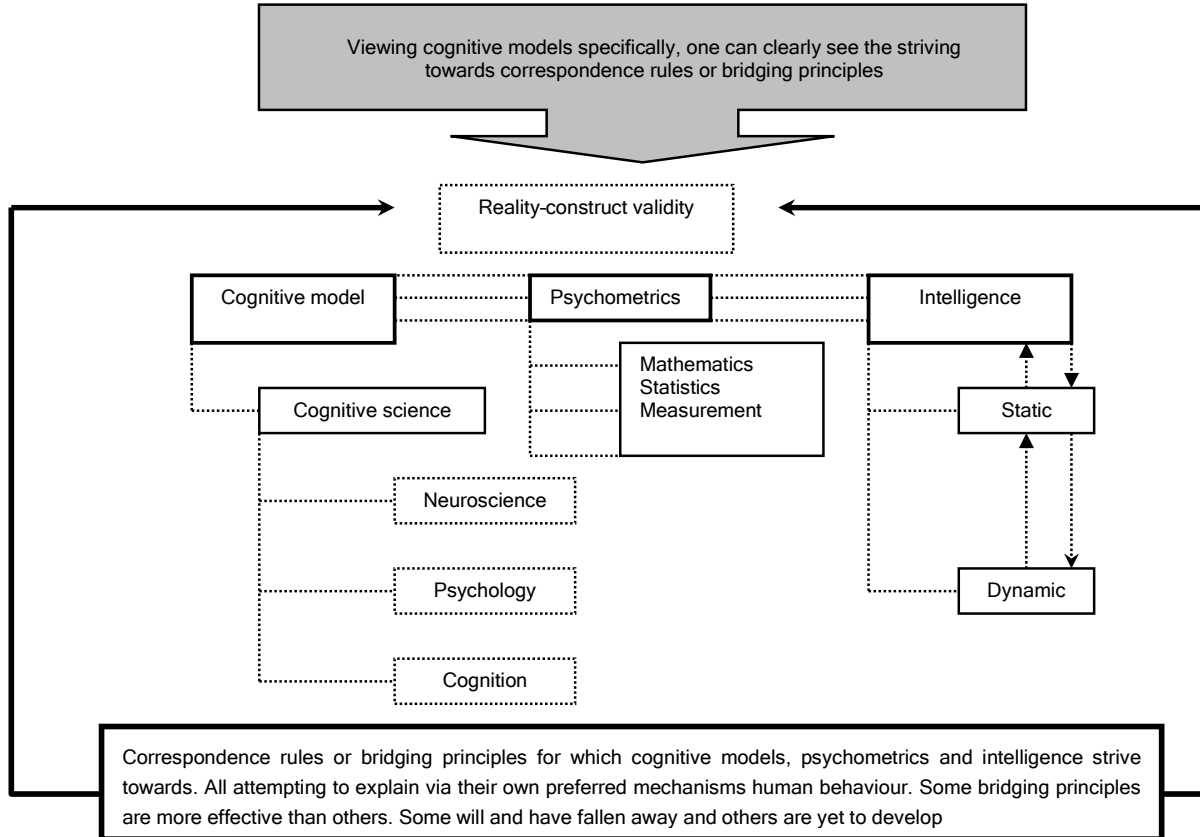 Viewing cognitive models specifically, one can clearly see the striving
towards correspondence rules or bridging principles
Reality-construct validity
Cognitive model
Psychometrics
Intelligence
Mathematics
Statistics
Measurement
Cognitive science
Static
Neuroscience
Psychology
Dynamic
Cognition
Correspondence rules or bridging principles for which cognitive models, psychometrics and intelligence strive
towards. All attempting to explain via their own preferred mechanisms human behaviour. Some bridging principles
are more effective than others. Some will and have fallen away and others are yet to develop